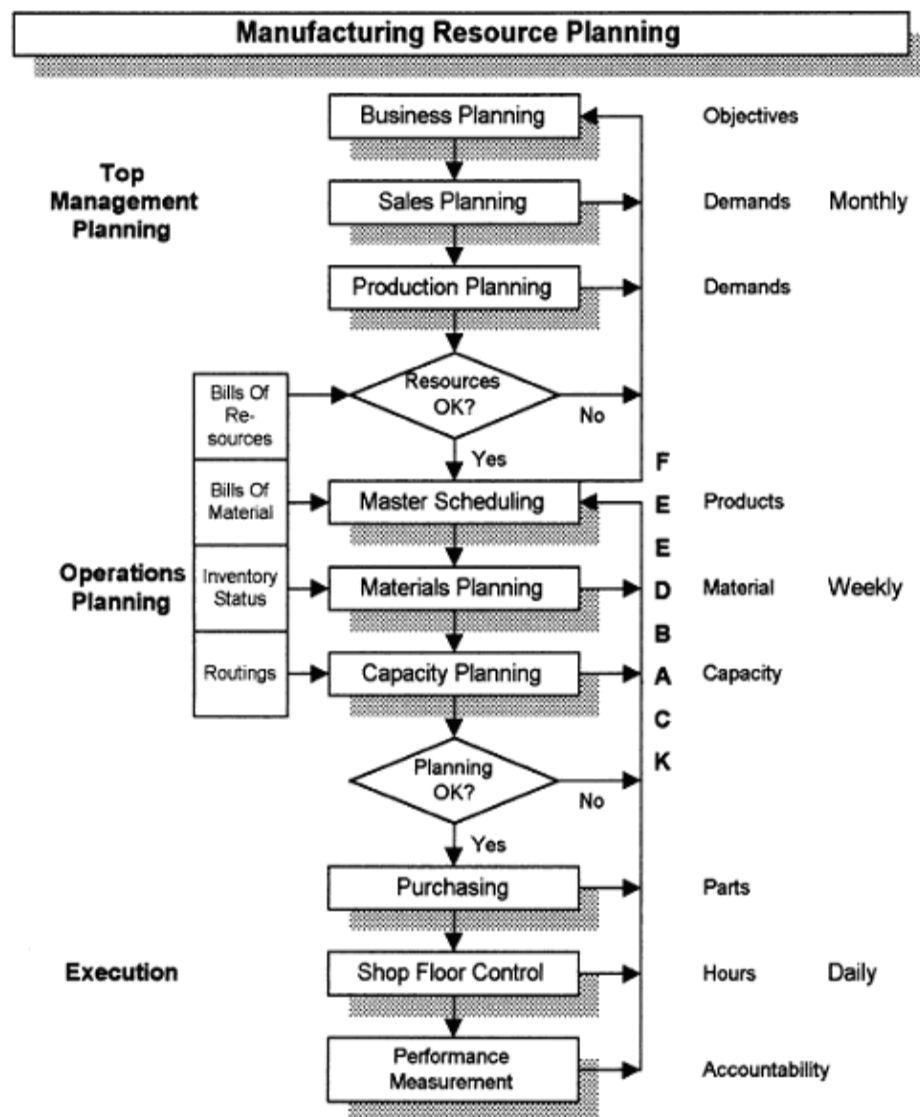 Manufacturing Resource Planning
Business Planning
Objectives
Top
Management
Planning
Sales Planning
Demands
Monthly
Production Planning
Demands
Resources
OK?
No
Yes
Bills Of
Re-
sources
Bills Of
Material
Inventory
Status
Routings
Operations
Planning
Master Scheduling
Products
Materials Planning
Material
Weekly
Capacity Planning
Capacity
F
E
E
D
B
A
C
K
Planning
OK?
No
Yes
Purchasing
Parts
Execution
Shop Floor Control
Hours
Daily
Performance
Measurement
Accountability